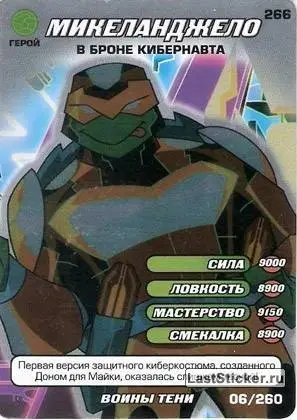 266
МИКЕЛАНДЖЕЛО
ГЕРОЙ
В БРОНЕ КИБЕРНАВТА
СИЛА 9000
ЛОВКОСТЬ 8900
МАСТЕРСТВО 9150
СМЕКАЛКА 8900
Первая версия защитного киберкостюма, созданного
Доном для Майки, оказалась
LastSticker.ru
ВОИНЫ ТЕНИ 06/260